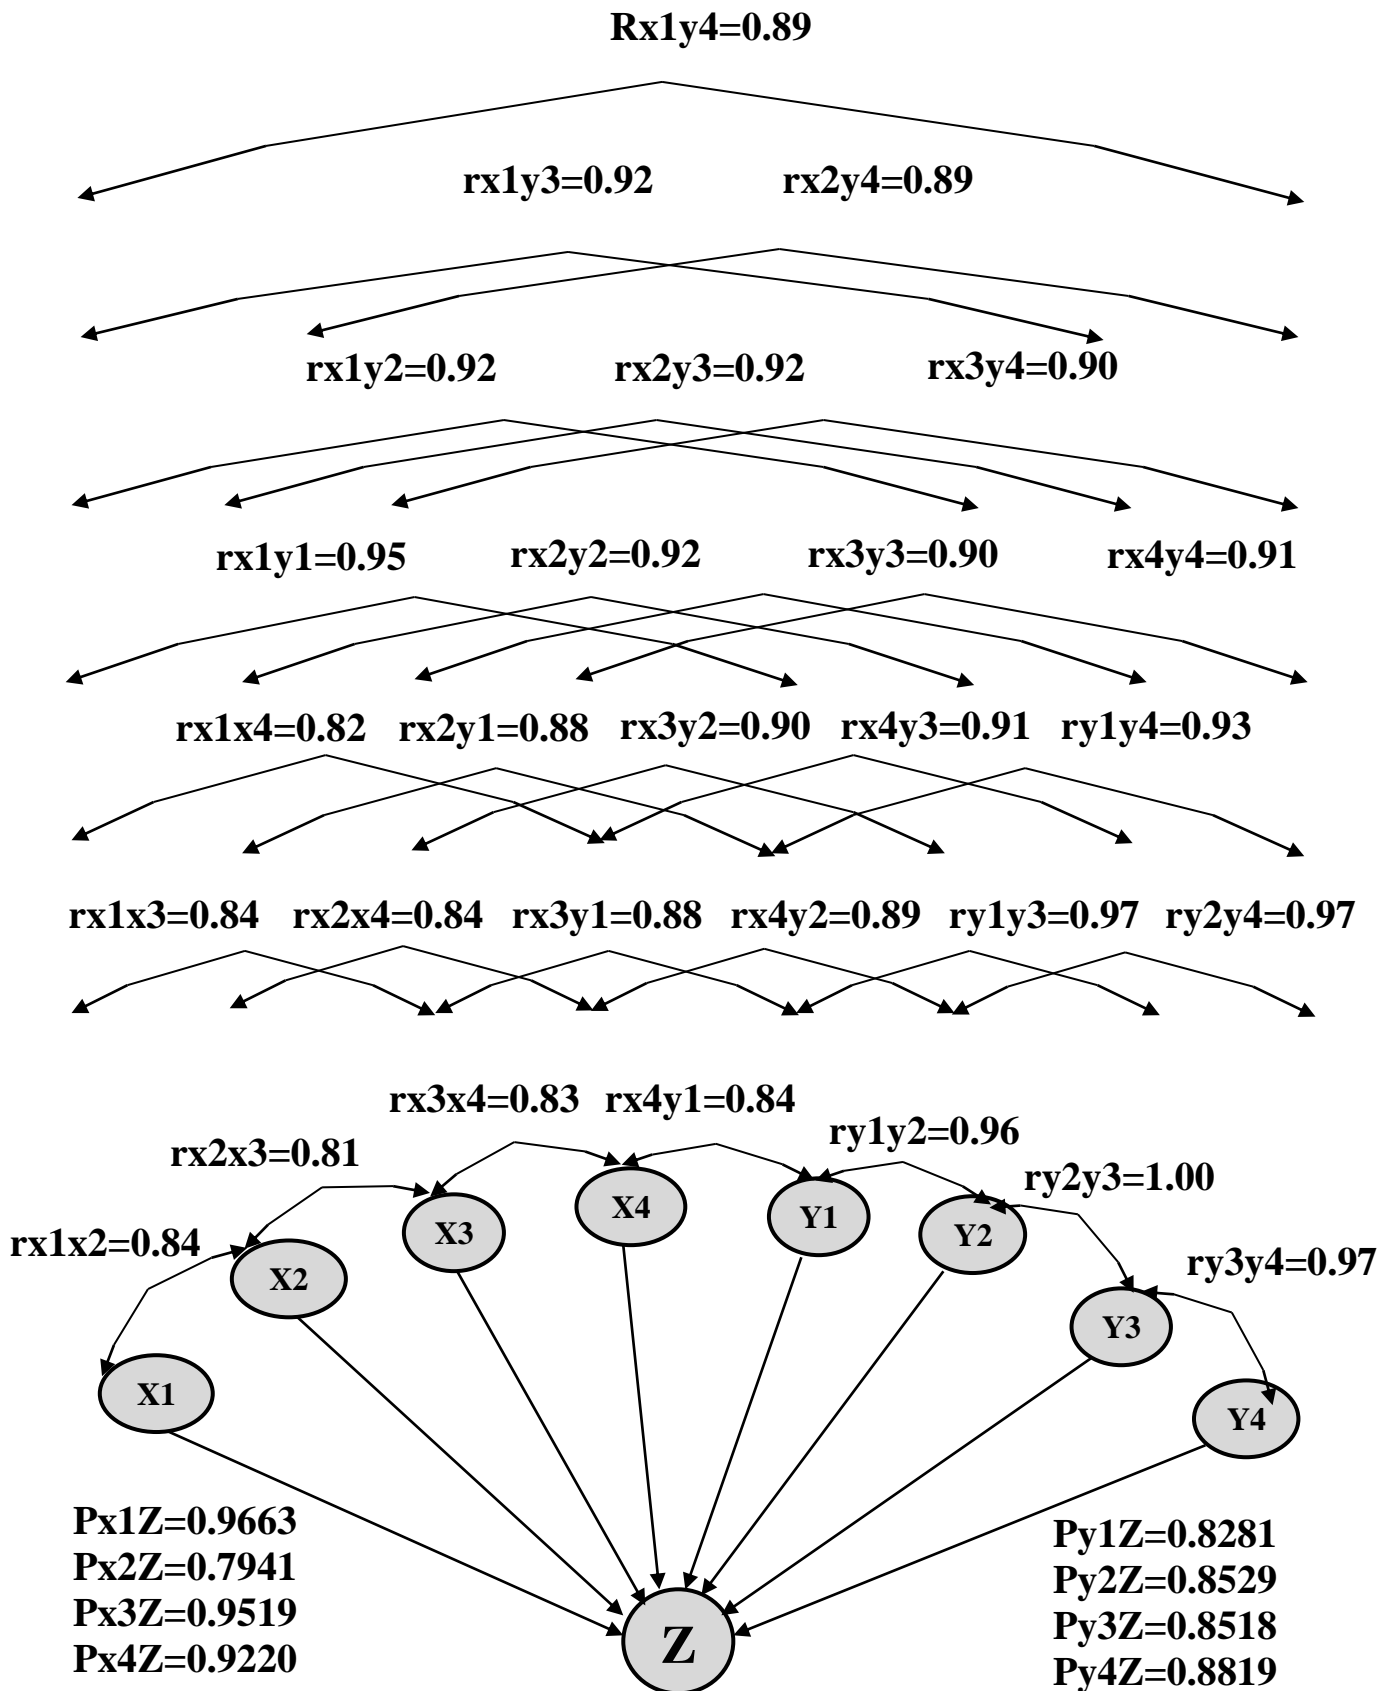 Rx1y4=0.89
rx1y3=0.92 rx2y4=0.89
rx1y2=0.92 rx2y3=0.92 rx3y4=0.90
rx1y1=0.95 rx2y2=0.92 rx3y3=0.90 rx4y4=0.91
rx1x4=0.82 rx2y1=0.88 rx3y2=0.90 rx4y3=0.91 ry1y4=0.93
rx1x3=0.84 rx2x4=0.84 rx3y1=0.88 rx4y2=0.89 ry1y3=0.97 ry2y4=0.97
rx3x4=0.83 rx4y1=0.84
rx2x3=0.81 ry1y2=0.96
ry2y3=1.00
rx1x2=0.84 ry3y4=0.97
X4 Y1
X3 Y2
X2 Y3
X1 Y4
Px1Z=0.9663
Px2Z=0.7941
Px3Z=0.9519
Px4Z=0.9220
Z
Py1Z=0.8281
Py2Z=0.8529
Py3Z=0.8518
Py4Z=0.8819